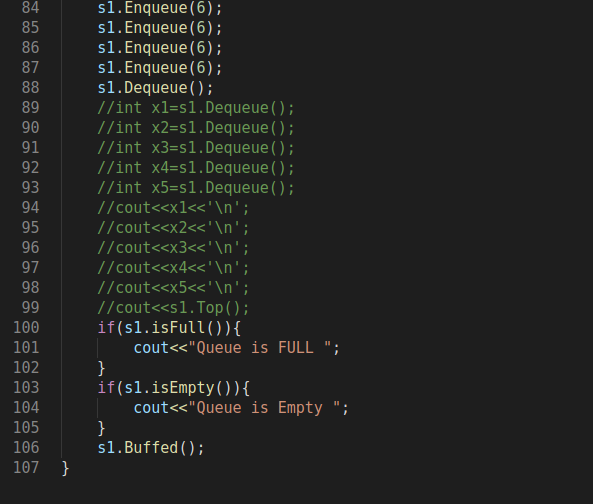 84 s1.Enqueue(6);
85 s1.Enqueue(6);
86 s1.Enqueue(6);
87 s1.Enqueue(6);
88 s1.Dequeue();
89 //int x1=s1.Dequeue();
90 //int x2=s1.Dequeue();
91 //int x3=s1.Dequeue();
92 //int x4=s1.Dequeue();
93 //int x5=s1.Dequeue();
94 //cout<<x1<<'\n';
95 //cout<<x2<<'\n';
96 //cout<<x3<<'\n';
97 //cout<<x4<<'\n';
98 //cout<<x5<<'\n';
99 //cout<<s1.Top();
100 if(s1.isFull()){
101 cout<<"Queue is FULL ";
102 }
103 if(s1.isEmpty()){
104 cout<<"Queue is Empty ";
105 }
106 s1.Buffed();
107 }